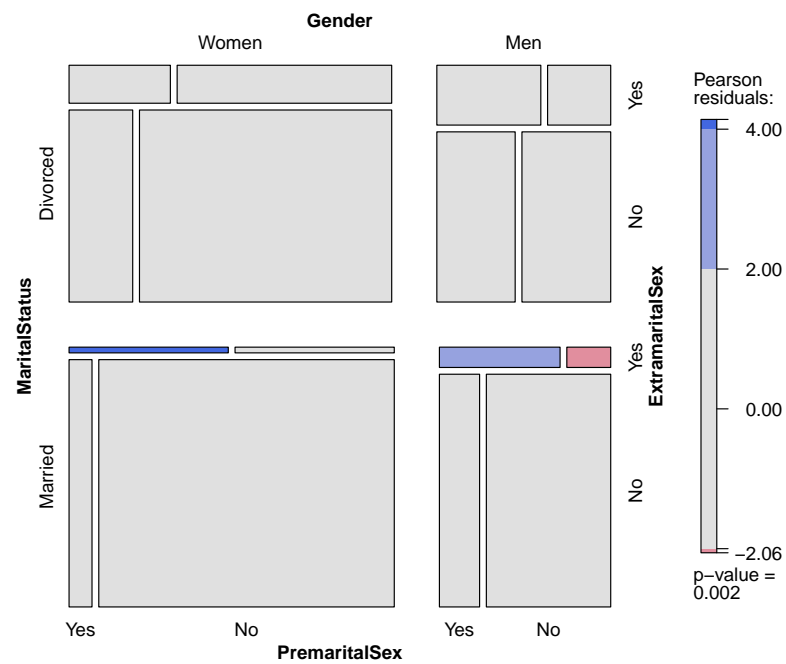 Gender
Women
Men
Pearson
residuals:
4.00
2.00
0.00
−2.06
p−value =
0.002
MaritalStatus
Divorced
Married
ExtramaritalSex
Yes
No
Yes
No
Yes
No
Yes
No
PremaritalSex